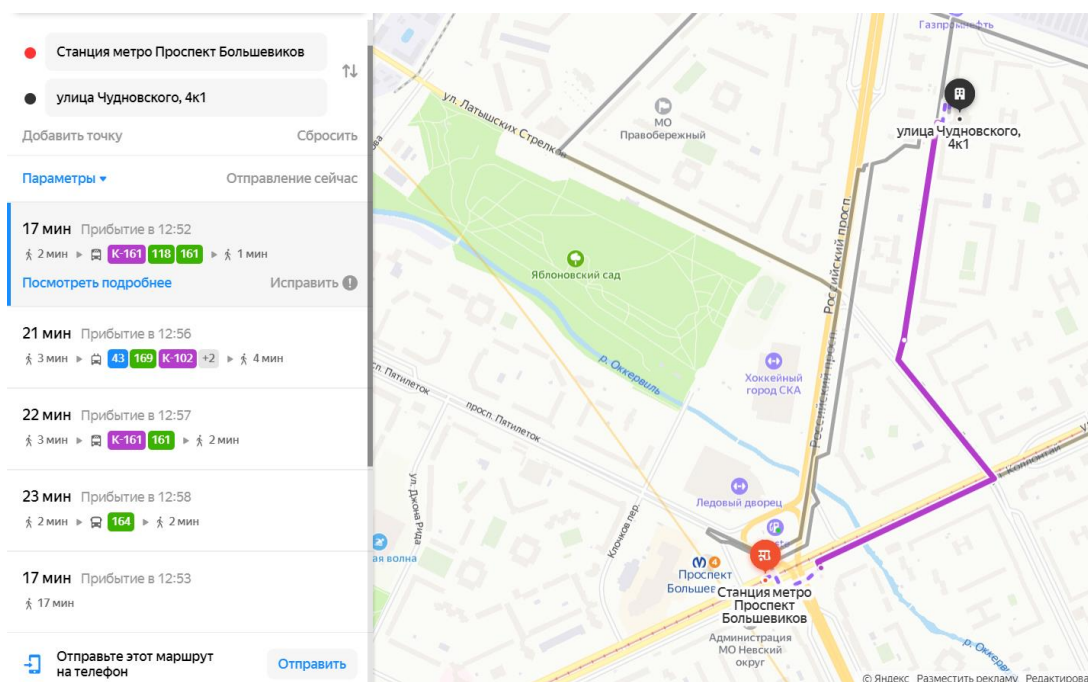 Станция метро Проспект Большевиков
улица Чудновского, 4к1
Добавить точку Сбросить
Параметры Отправление сейчас
17 мин Прибытие в 12:52
2 мин К-161 118 161 1 мин
Посмотреть подробнее Исправить
21 мин Прибытие в 12:56
3 мин 43 169 К-102 +2 4 мин
22 мин Прибытие в 12:57
3 мин К-161 161 2 мин
23 мин Прибытие в 12:58
2 мин 164 2 мин
17 мин Прибытие в 12:53
17 мин
Отправьте этот маршрут
на телефон
Отправить
Газпромнефть
ул. Латышских Стрелков
МО
Правобережный
улица Чудновского,
4к1
Российский просп.
Яблоновский сад
р. Оккервиль
Хоккейный
город СКА
Российский просп.
просп. Пятилеток
ул. Джона Рида
Клочков пер.
Ледовый дворец
Проспект
Станция метро
Проспект
Большевиков
Администрация
МО Невский
округ
р. Оккервиль
© Яндекс Разместить рекламу